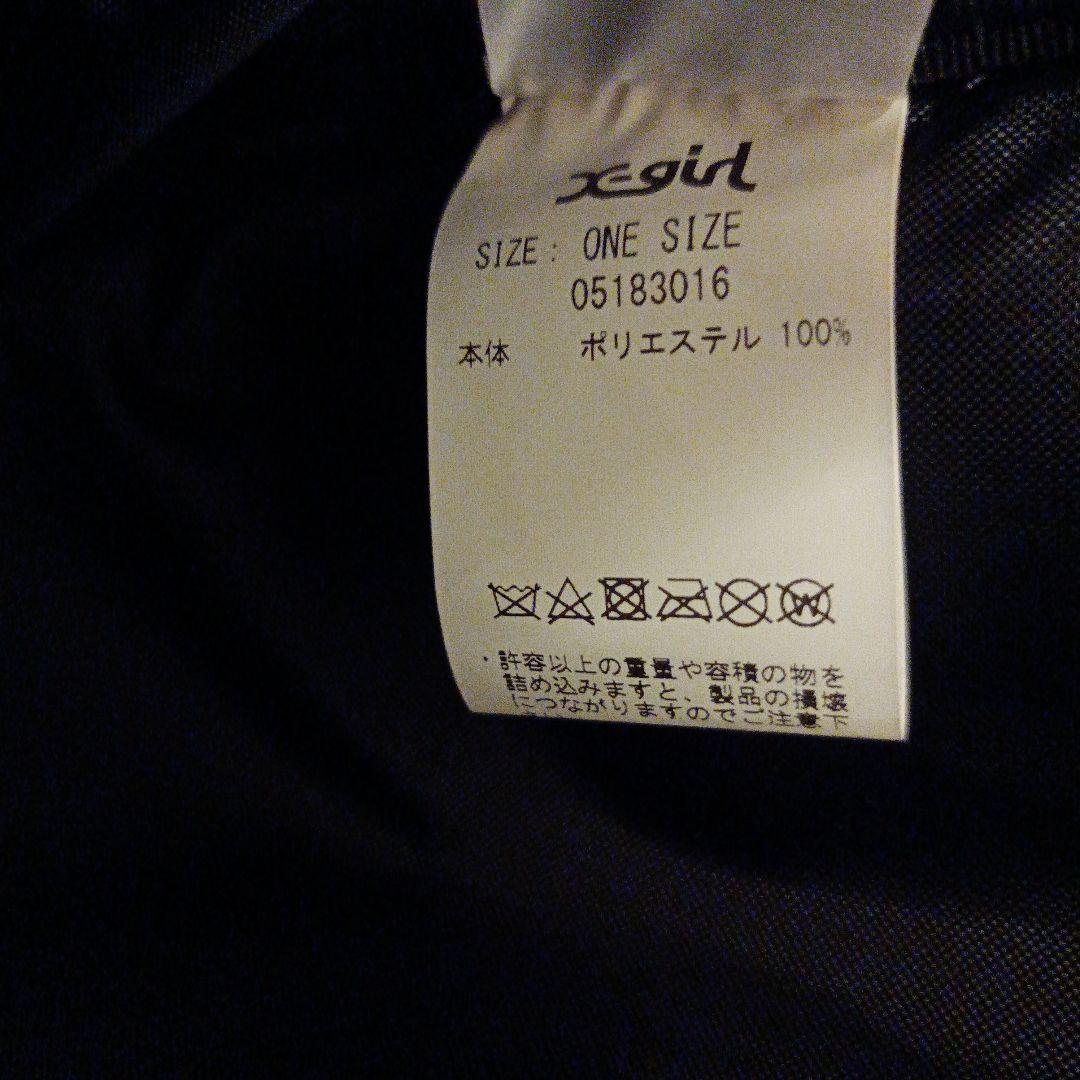 X-girl
SIZE: ONE SIZE
05183016
本体 ポリエステル 100%
W
・許容以上の重量や容積の物を
詰め込みますと、製品の損壊
につながりますのでご注意下